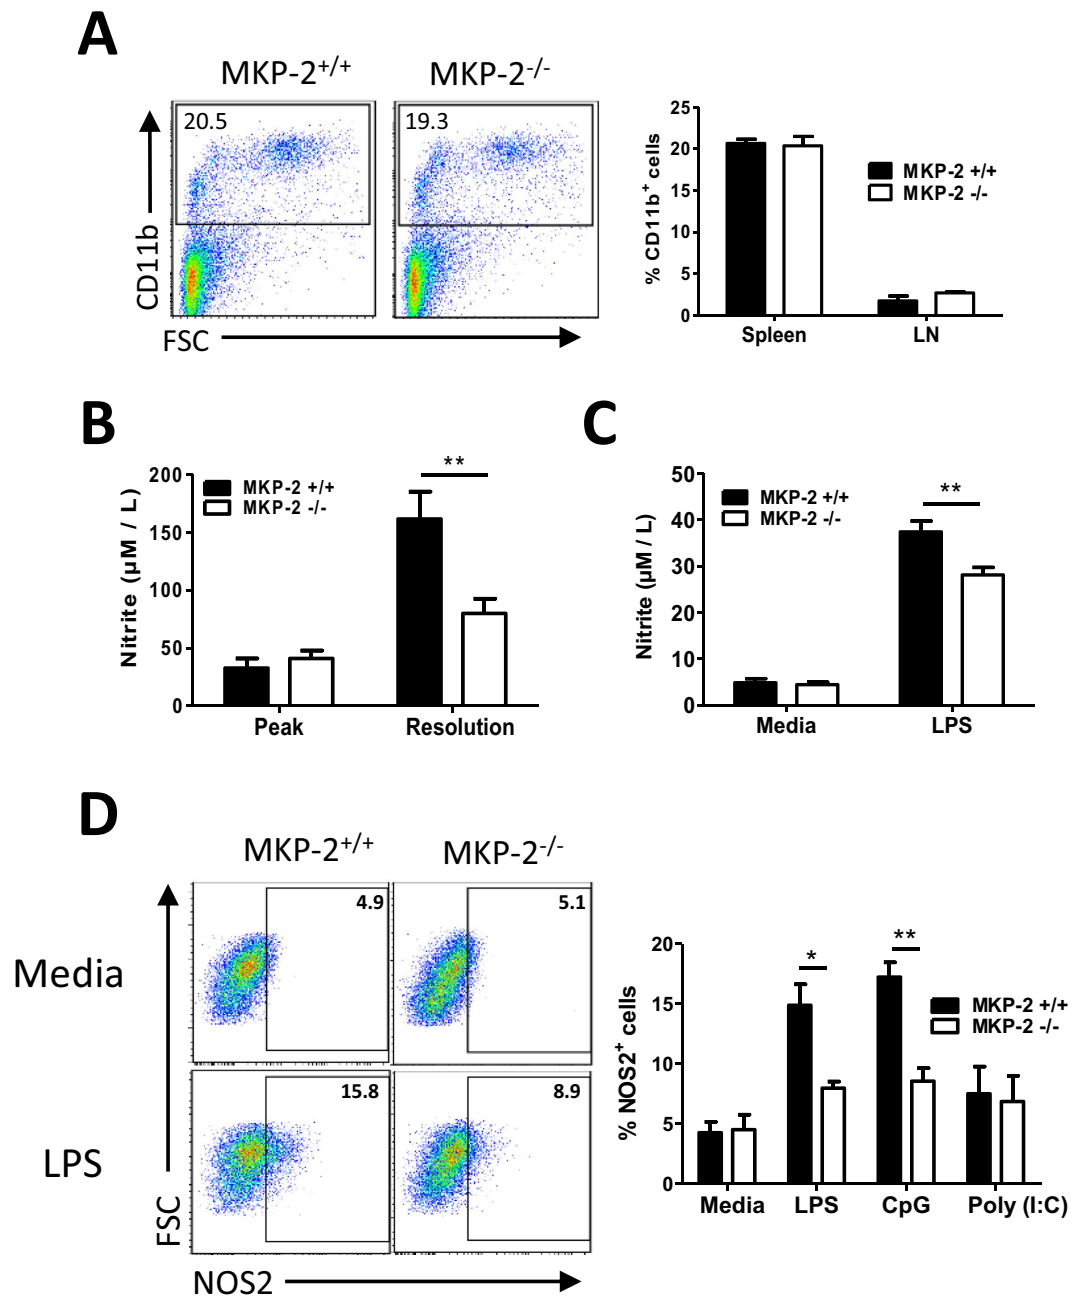 A
MKP-2+/+ MKP-2-/-
20.5 19.3
CD11b
FSC
25
20
15
10
5
0
% CD11b+ cells
MKP-2 +/+
MKP-2 -/-
Spleen LN
B
200
150
100
50
0
Nitrite (µM / L)
MKP-2 +/+
MKP-2 -/-
**
Peak Resolution
C
50
40
30
20
10
0
Nitrite (µM / L)
MKP-2 +/+
MKP-2 -/-
**
Media LPS
D
MKP-2+/+ MKP-2-/-
Media
4.9 5.1
LPS
15.8 8.9
FSC
NOS2
20
15
10
5
0
% NOS2+ cells
* **
MKP-2 +/+
MKP-2 -/-
Media LPS CpG Poly (I:C)